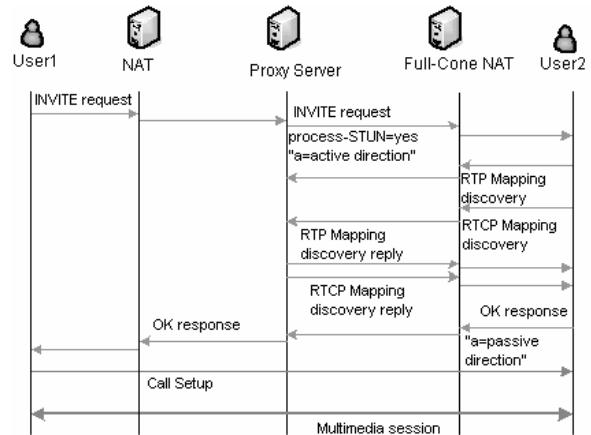 User1
NAT
Proxy Server
Full-Cone NAT
User2
INVITE request
INVITE request
process-STUN=yes
"a=active direction"
RTP Mapping
discovery
RTCP Mapping
discovery
RTP Mapping
discovery reply
RTCP Mapping
discovery reply
OK response
OK response
"a=passive
direction"
Call Setup
Multimedia session